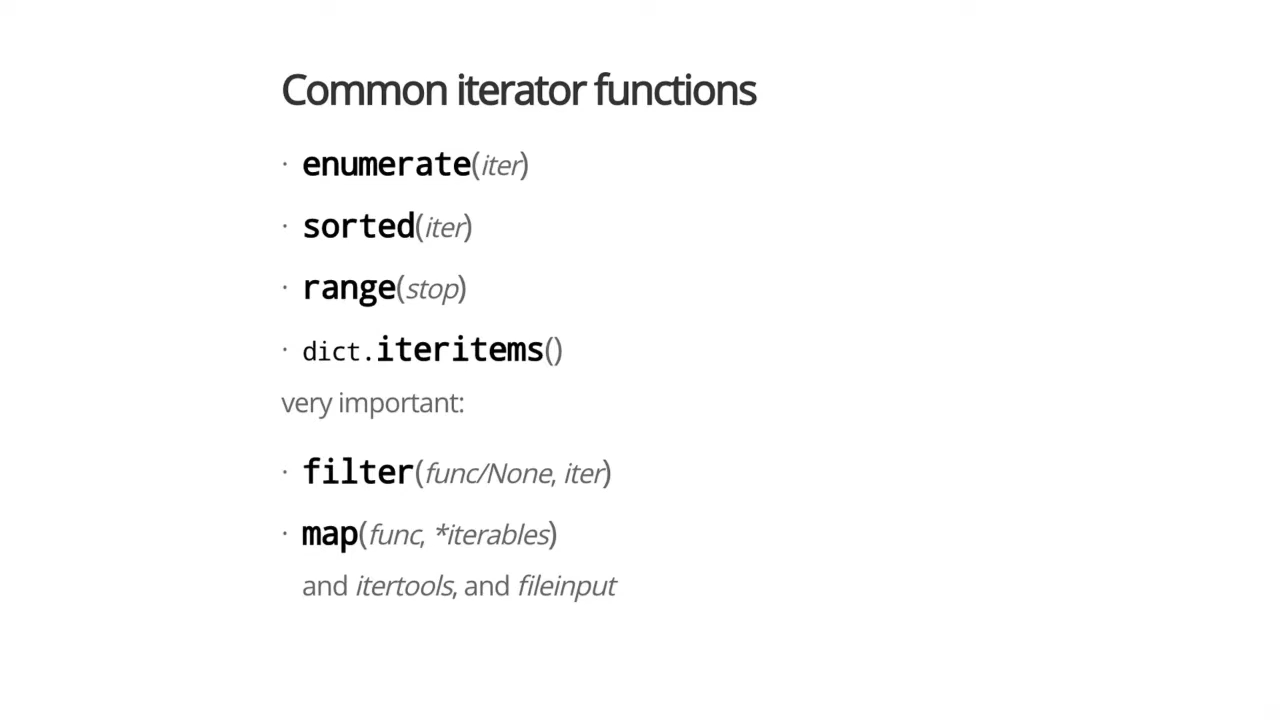 Common iterator functions
· enumerate(iter)
· sorted(iter)
· range(stop)
· dict.iteritems()
very important:
· filter(func/None, iter)
· map(func, *iterables)
and itertools, and fileinput